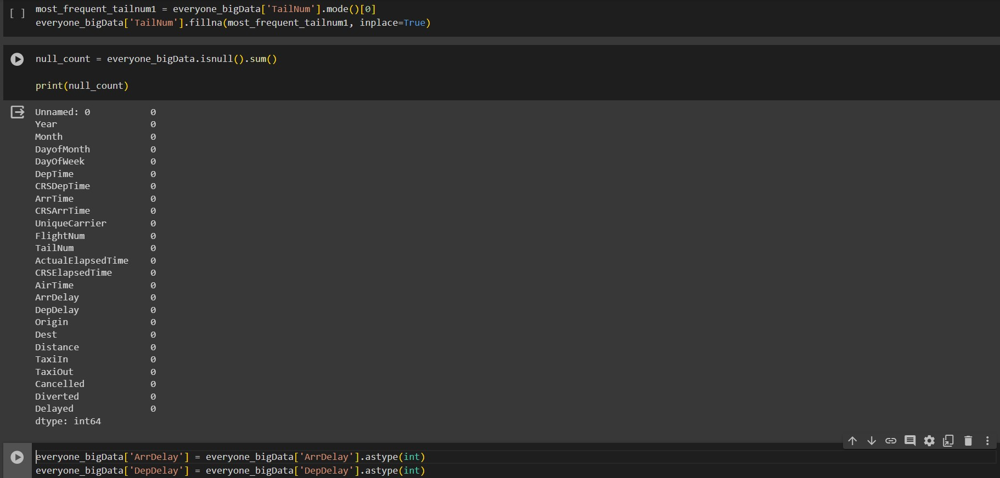 [ ]
most_frequent_tailnum1 = everyone_bigData['TailNum'].mode()[0]
everyone_bigData['TailNum'].fillna(most_frequent_tailnum1, inplace=True)
null_count = everyone_bigData.isnull().sum()
print(null_count)
Unnamed: 0           0
Year                 0
Month                0
DayofMonth           0
DayOfWeek            0
DepTime              0
CRSDepTime           0
ArrTime              0
CRSArrTime           0
UniqueCarrier        0
FlightNum            0
TailNum              0
ActualElapsedTime    0
CRSElapsedTime       0
AirTime              0
ArrDelay             0
DepDelay             0
Origin               0
Dest                 0
Distance             0
TaxiIn               0
TaxiOut              0
Cancelled            0
Diverted             0
Delayed              0
dtype: int64
everyone_bigData['ArrDelay'] = everyone_bigData['ArrDelay'].astype(int)
everyone_bigData['DepDelay'] = everyone_bigData['DepDelay'].astype(int)